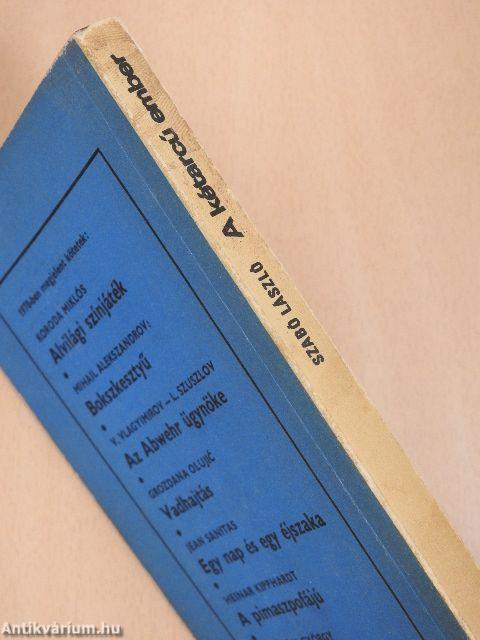 A kétarcú ember
SZABÓ LÁSZLÓ
1978-ban megjelent kötetek:
KORODA MIKLÓS
Alvilági színjáték
MIHAIL ALEKSZANDROV:
Bokszkesztyű
V. VLAGYIMIROV – L. SZUSZLOV
Az Abwehr ügynöke
GROZDANA OLUJIĆ
Vadhajtás
JEAN SANITAS
Egy nap és egy éjszaka
HEINAR KIPPHARDT
A pimaszpofájú
Antikvárium.hu